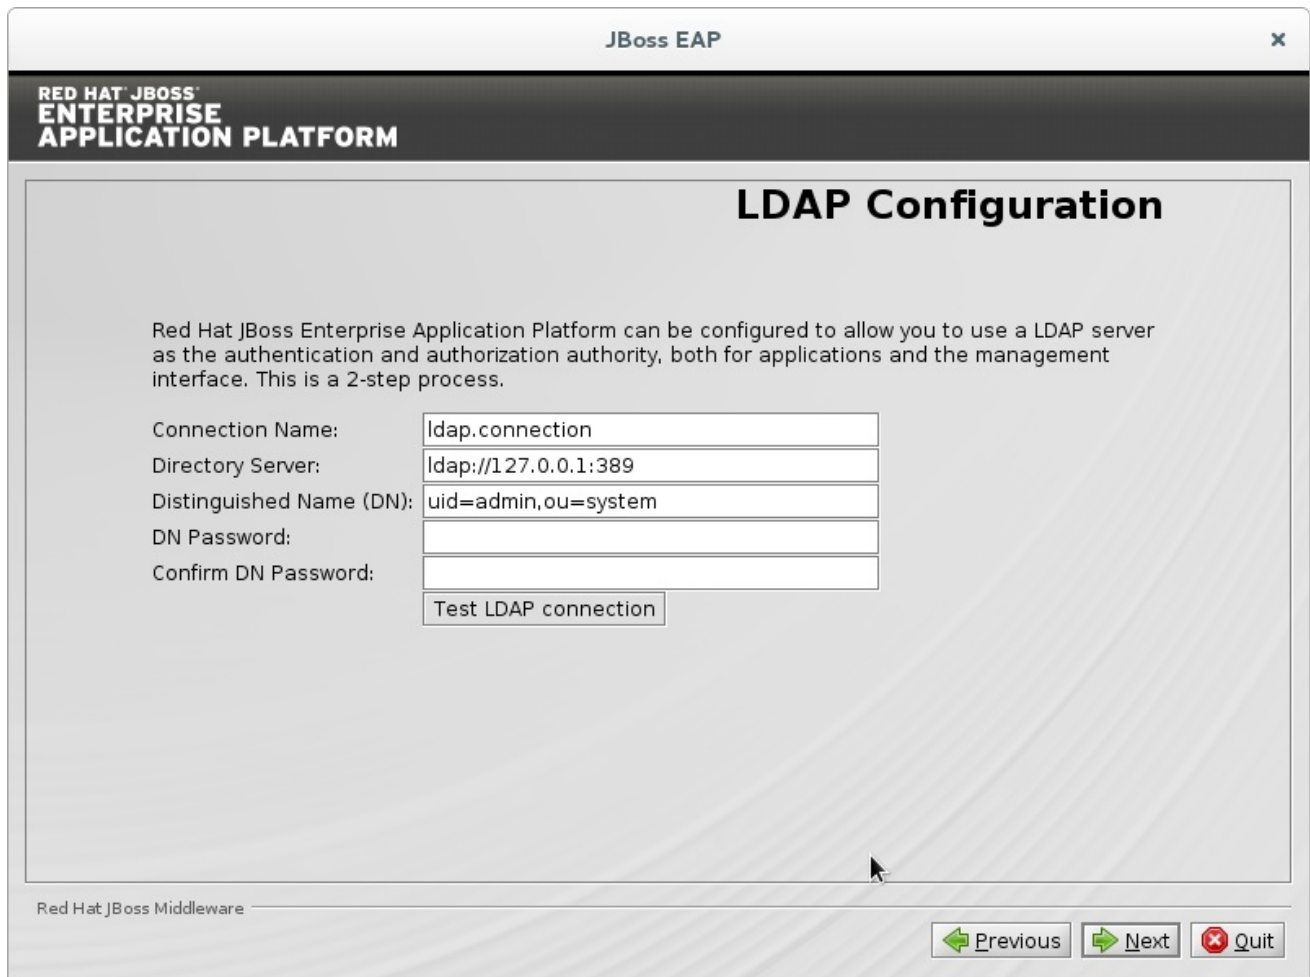 JBoss EAP
RED HAT JBOSS
ENTERPRISE
APPLICATION PLATFORM
LDAP Configuration
Red Hat JBoss Enterprise Application Platform can be configured to allow you to use a LDAP server
as the authentication and authorization authority, both for applications and the management
interface. This is a 2-step process.
Connection Name: ldap.connection
Directory Server: ldap://127.0.0.1:389
Distinguished Name (DN): uid=admin,ou=system
DN Password:
Confirm DN Password:
Test LDAP connection
Red Hat JBoss Middleware
Previous Next Quit